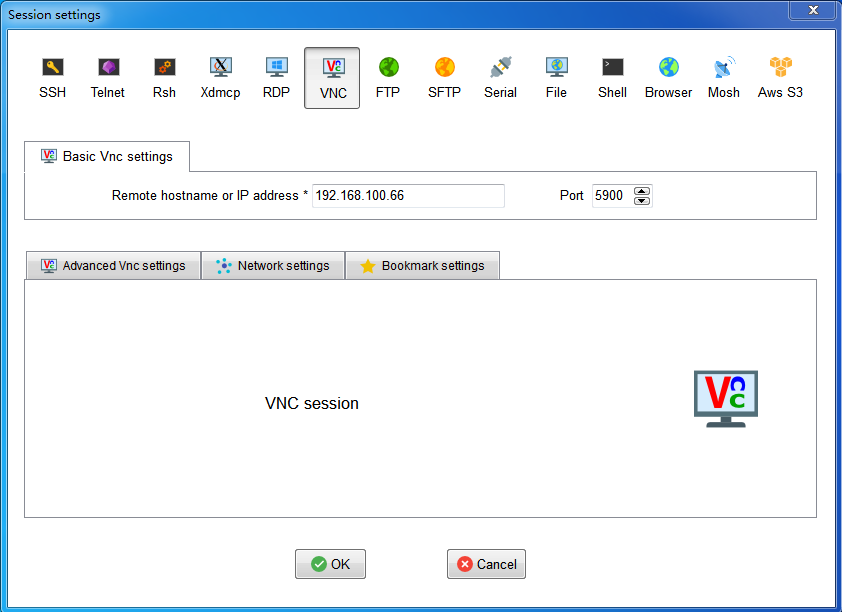 Session settings
SSH Telnet Rsh Xdmcp RDP VNC FTP SFTP Serial File Shell Browser Mosh Aws S3
Basic Vnc settings
Remote hostname or IP address * 192.168.100.66 Port 5900
Advanced Vnc settings Network settings Bookmark settings
VNC session
OK Cancel